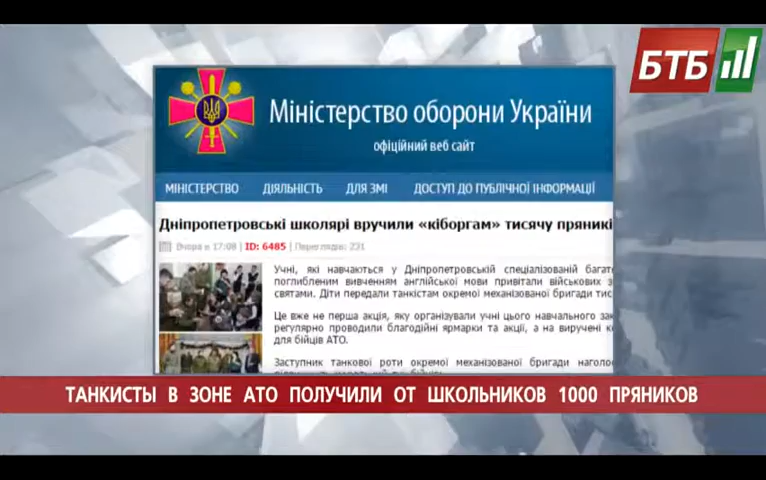 БТБ
Міністерство оборони України
офіційний веб сайт
МІНІСТЕРСТВО ДІЯЛЬНІСТЬ ДЛЯ ЗМІ ДОСТУП ДО ПУБЛІЧНОЇ ІНФОРМАЦІЇ
Дніпропетровські школярі вручили «кіборгам» тисячу пряникі
Вчора о 17:08 | ID: 6485 | Переглядів: 231
Учні, які навчаються у Дніпропетровській спеціалізованій багат
поглибленим вивченням англійської мови привітали військових з
святами. Діти передали танкістам окремої механізованої бригади тис
Це вже не перша акція, яку організували учні цього навчального зак
регулярно проводили благодійні ярмарки та акції, а на виручені к
для бійців АТО.
Заступник танкової роти окремої механізованої бригади наголо
ТАНКИСТЫ В ЗОНЕ АТО ПОЛУЧИЛИ ОТ ШКОЛЬНИКОВ 1000 ПРЯНИКОВ